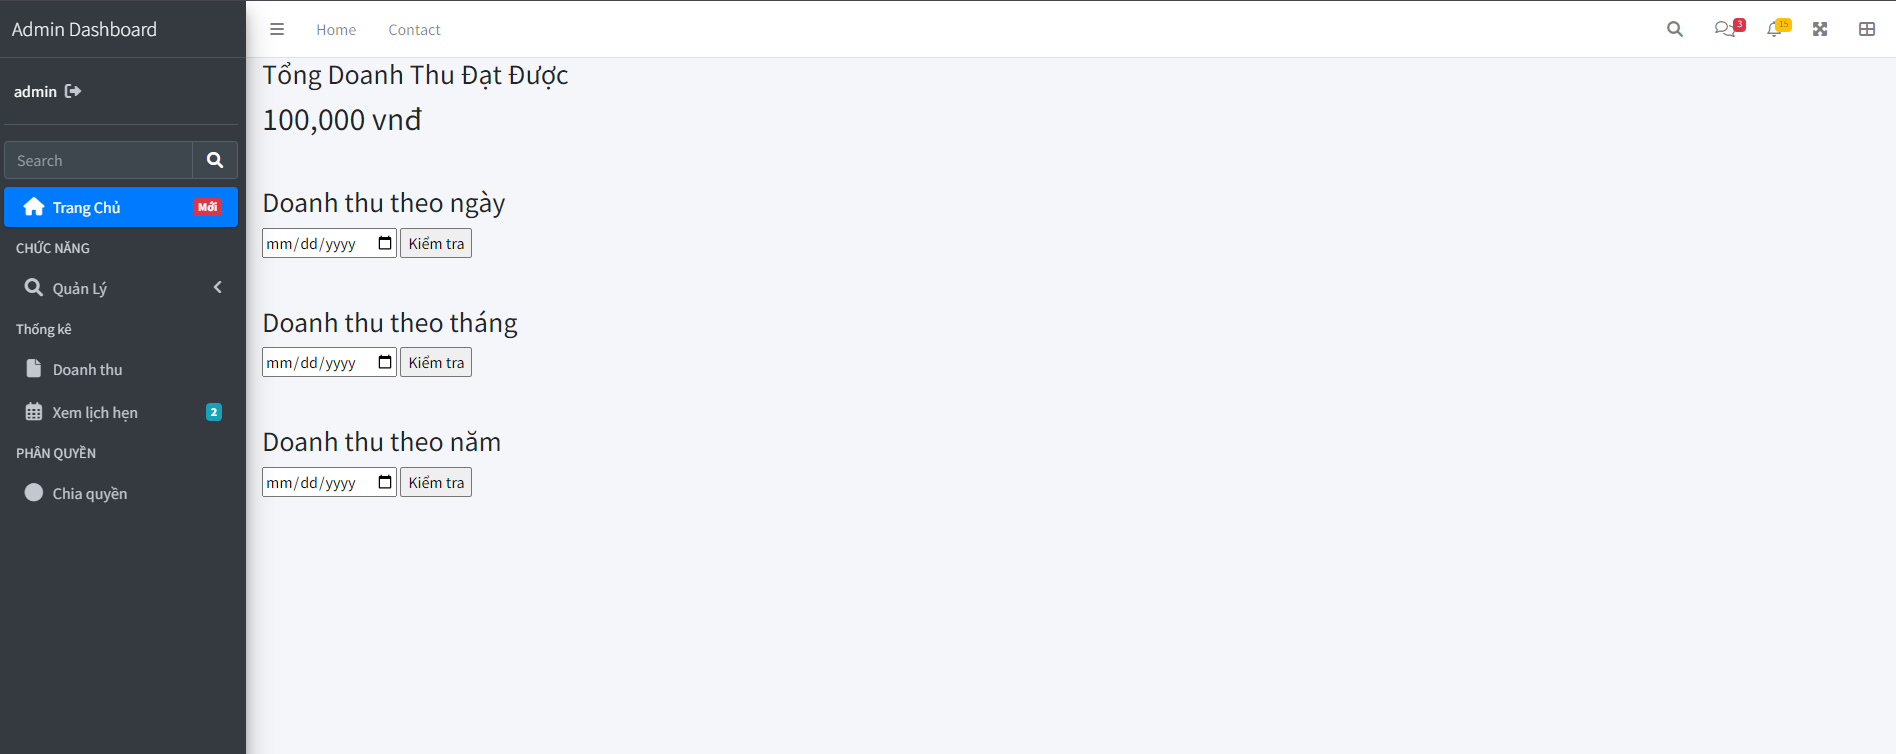 Admin Dashboard
Home
Contact
3
15
admin
Search
Trang Chủ
Mới
CHỨC NĂNG
Quản Lý
Thống kê
Doanh thu
Xem lịch hẹn
2
PHÂN QUYỀN
Chia quyền
Tổng Doanh Thu Đạt Được
100,000 vnđ
Doanh thu theo ngày
mm/dd/yyyy
Kiểm tra
Doanh thu theo tháng
mm/dd/yyyy
Kiểm tra
Doanh thu theo năm
mm/dd/yyyy
Kiểm tra